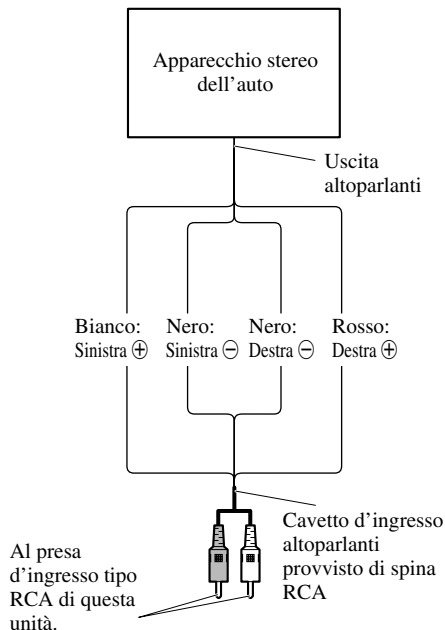 Apparecchio stereo
dell'auto
Uscita
altoparlanti
Bianco:
Sinistra ⊕
Nero:
Sinistra ⊖
Nero:
Destra ⊖
Rosso:
Destra ⊕
Cavetto d'ingresso
altoparlanti
provvisto di spina
RCA
Al presa
d'ingresso tipo
RCA di questa
unità.